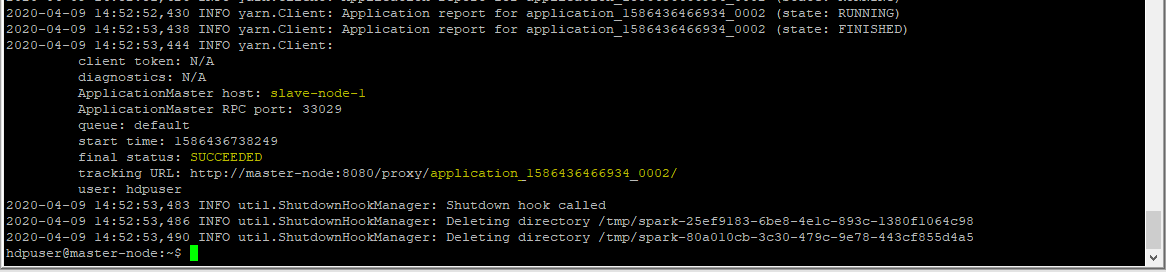 2020-04-09 14:52:52,430 INFO yarn.Client: Application report for application_1586436466934_0002 (state: RUNNING)
2020-04-09 14:52:53,438 INFO yarn.Client: Application report for application_1586436466934_0002 (state: FINISHED)
2020-04-09 14:52:53,444 INFO yarn.Client:
client token: N/A
diagnostics: N/A
ApplicationMaster host: slave-node-1
ApplicationMaster RPC port: 33029
queue: default
start time: 1586436738249
final status: SUCCEEDED
tracking URL: http://master-node:8080/proxy/application_1586436466934_0002/
user: hdpuser
2020-04-09 14:52:53,483 INFO util.ShutdownHookManager: Shutdown hook called
2020-04-09 14:52:53,486 INFO util.ShutdownHookManager: Deleting directory /tmp/spark-25ef9183-6be8-4e1c-893c-1380f1064c98
2020-04-09 14:52:53,490 INFO util.ShutdownHookManager: Deleting directory /tmp/spark-80a010cb-3c30-479c-9e78-443cf855d4a5
hdpuser@master-node:~$